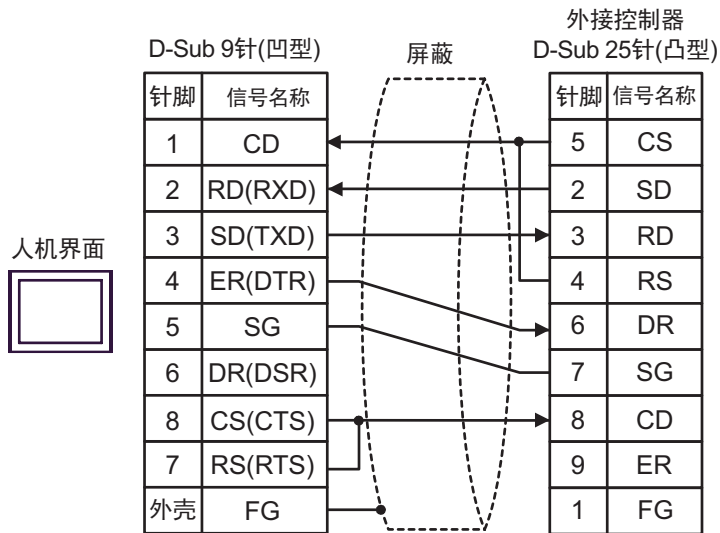 外接控制器
D-Sub 9针(凹型) 屏蔽 D-Sub 25针(凸型)
针脚 信号名称 针脚 信号名称
1 CD 5 CS
2 RD(RXD) 2 SD
3 SD(TXD) 3 RD
人机界面
4 ER(DTR) 4 RS
5 SG 6 DR
6 DR(DSR) 7 SG
8 CS(CTS) 8 CD
7 RS(RTS) 9 ER
外壳 FG 1 FG